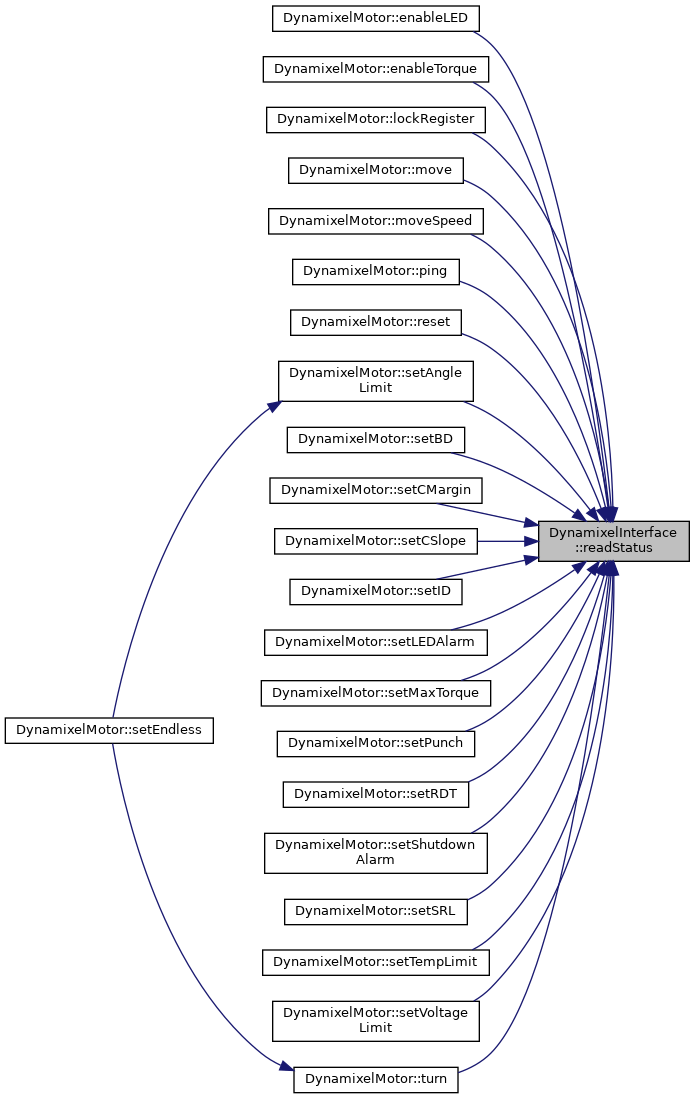 DynamixelMotor::enableLED
DynamixelMotor::enableTorque
DynamixelMotor::lockRegister
DynamixelMotor::move
DynamixelMotor::moveSpeed
DynamixelMotor::ping
DynamixelMotor::reset
DynamixelMotor::setAngle
Limit
DynamixelMotor::setBD
DynamixelMotor::setCMargin
DynamixelInterface
::readStatus
DynamixelMotor::setCSlope
DynamixelMotor::setID
DynamixelMotor::setLEDAlarm
DynamixelMotor::setMaxTorque
DynamixelMotor::setEndless
DynamixelMotor::setPunch
DynamixelMotor::setRDT
DynamixelMotor::setShutdown
Alarm
DynamixelMotor::setSRL
DynamixelMotor::setTempLimit
DynamixelMotor::setVoltage
Limit
DynamixelMotor::turn